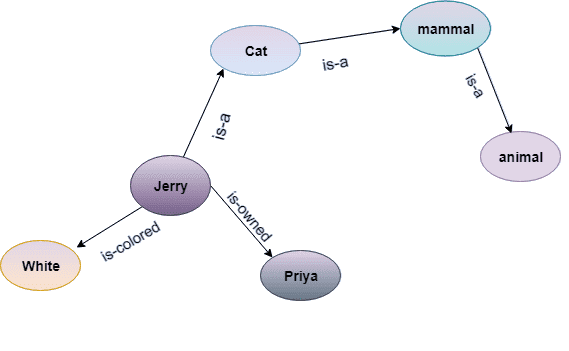 mammal
Cat
is-a
is-a
is-a
animal
Jerry
is-owned
is-colored
White
Priya